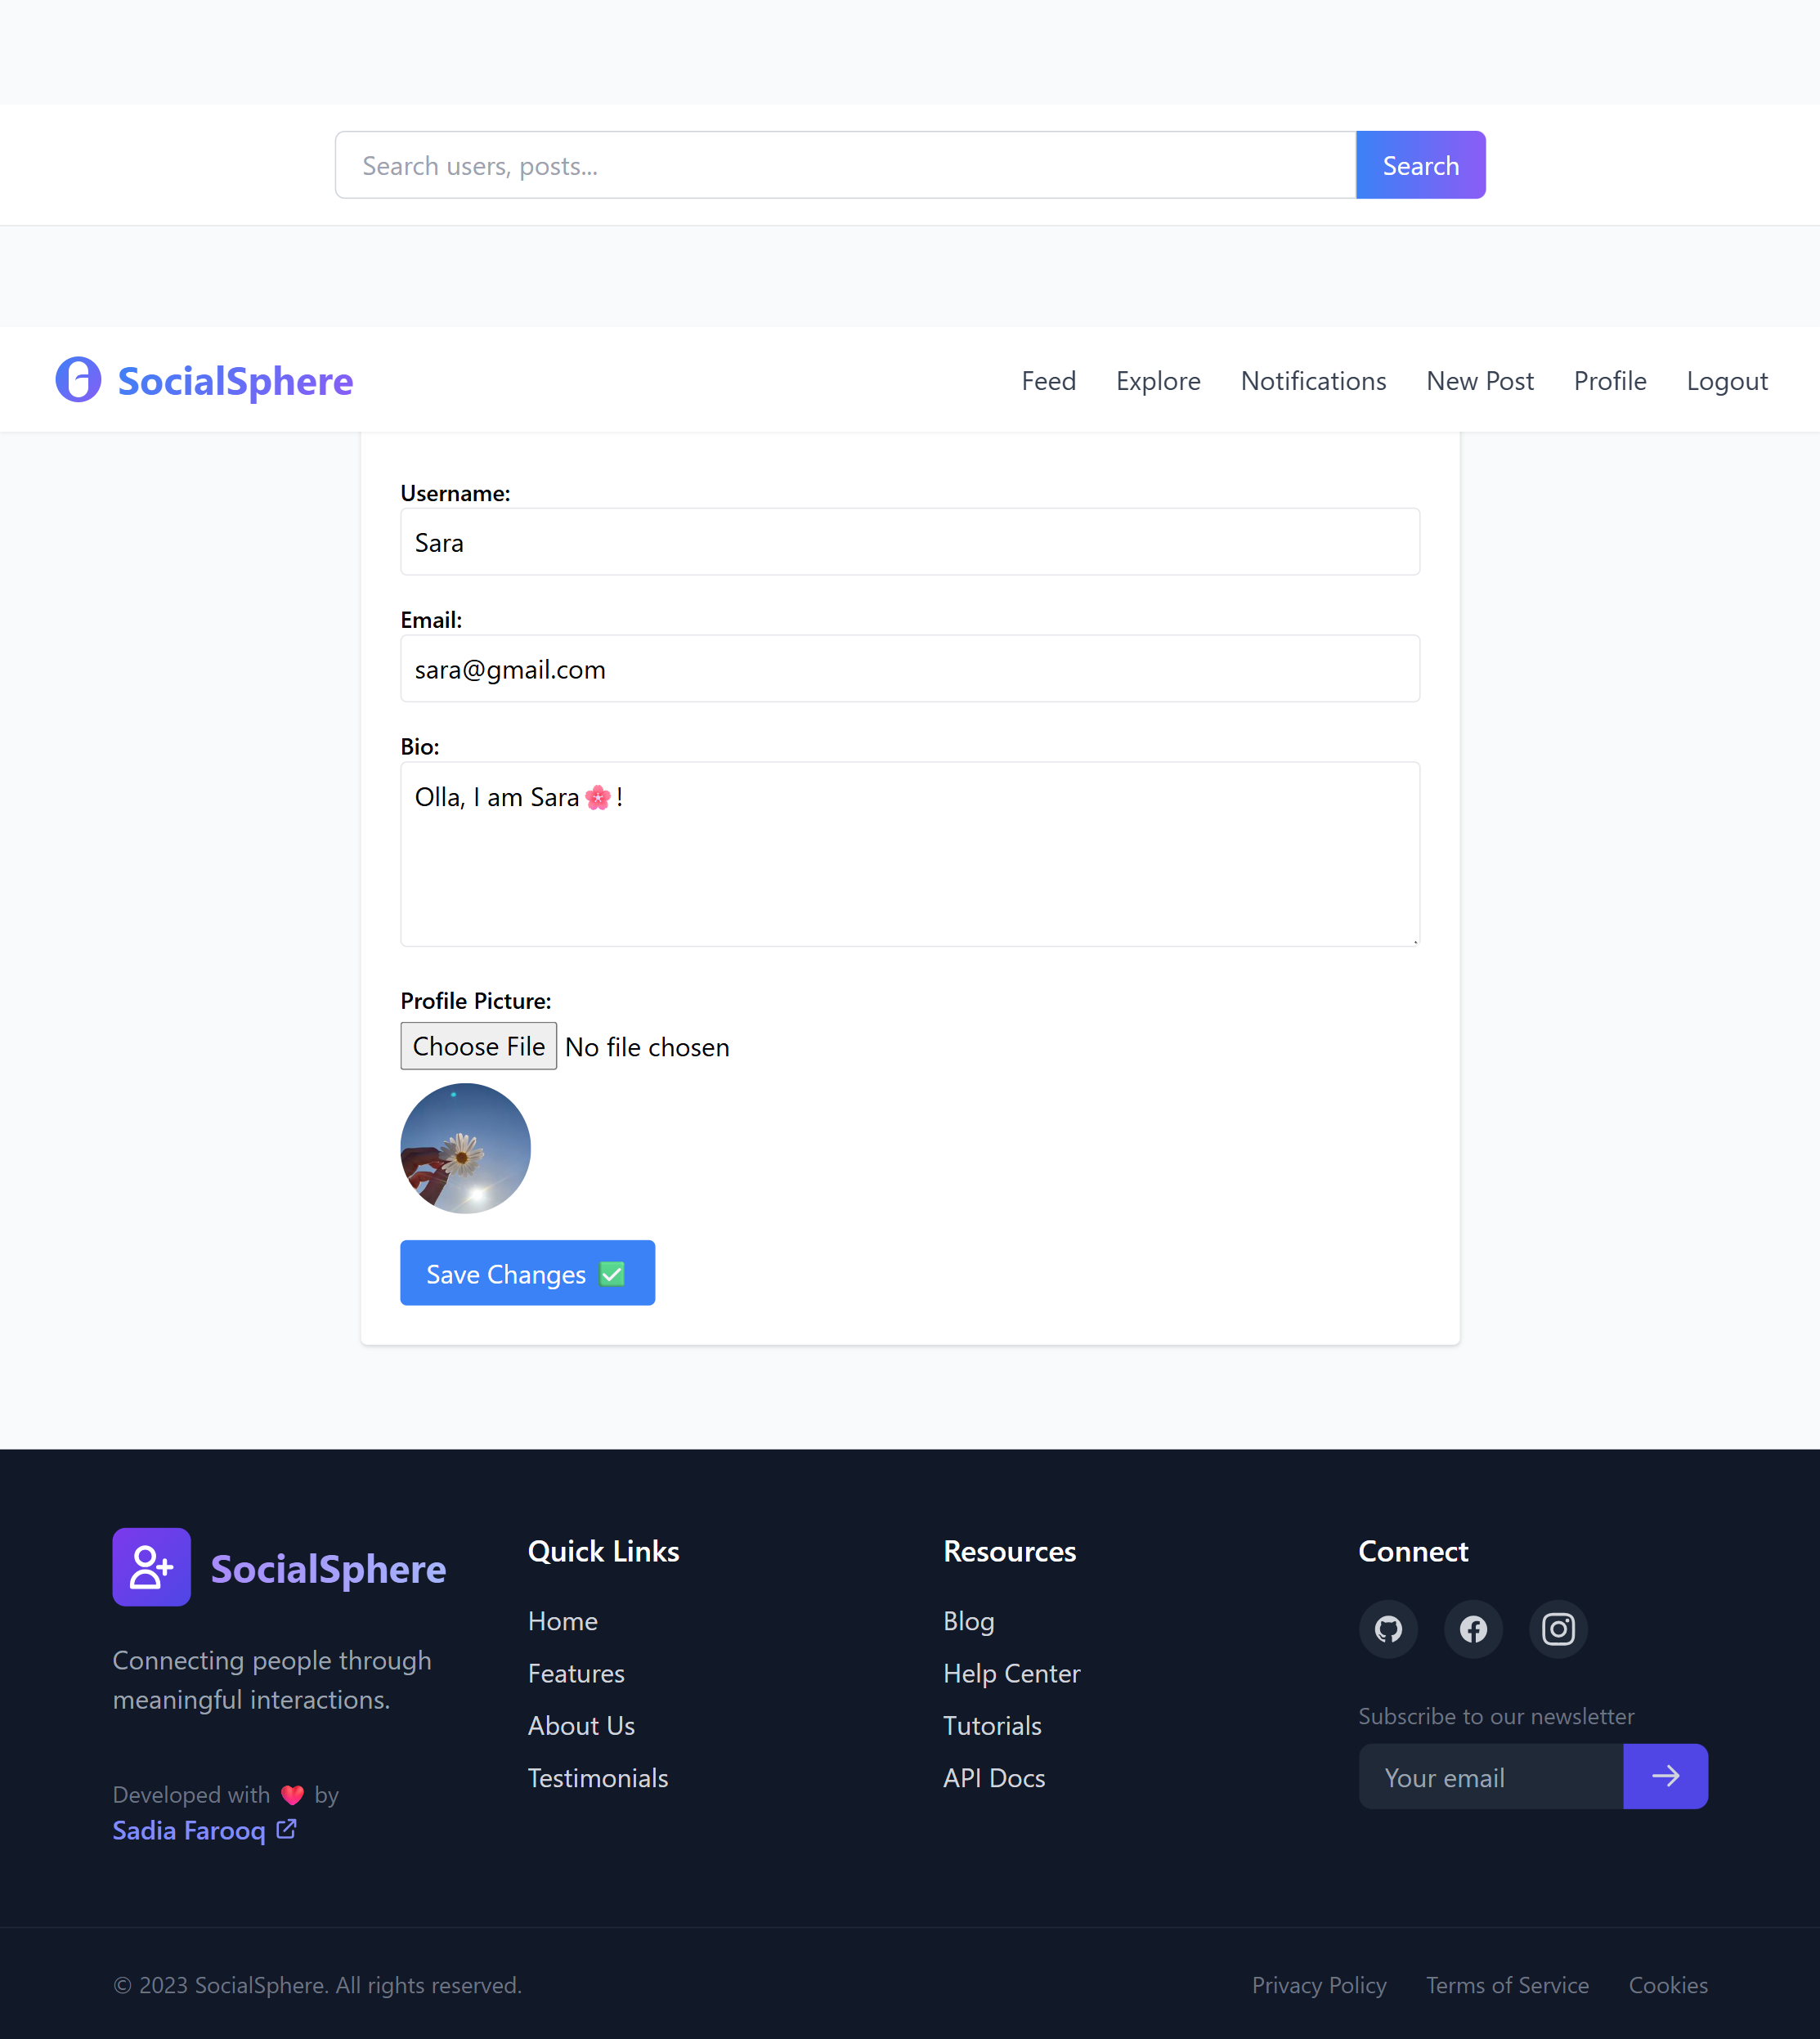 Search users, posts...
Search
SocialSphere
Feed
Explore
Notifications
New Post
Profile
Logout
Username:
Sara
Email:
sara@gmail.com
Bio:
Olla, I am Sara🌸!
Profile Picture:
Choose File No file chosen
Save Changes ✅
SocialSphere
Connecting people through
meaningful interactions.
Developed with ❤️ by
Sadia Farooq
Quick Links
Home
Features
About Us
Testimonials
Resources
Blog
Help Center
Tutorials
API Docs
Connect
Subscribe to our newsletter
Your email
© 2023 SocialSphere. All rights reserved.
Privacy Policy
Terms of Service
Cookies